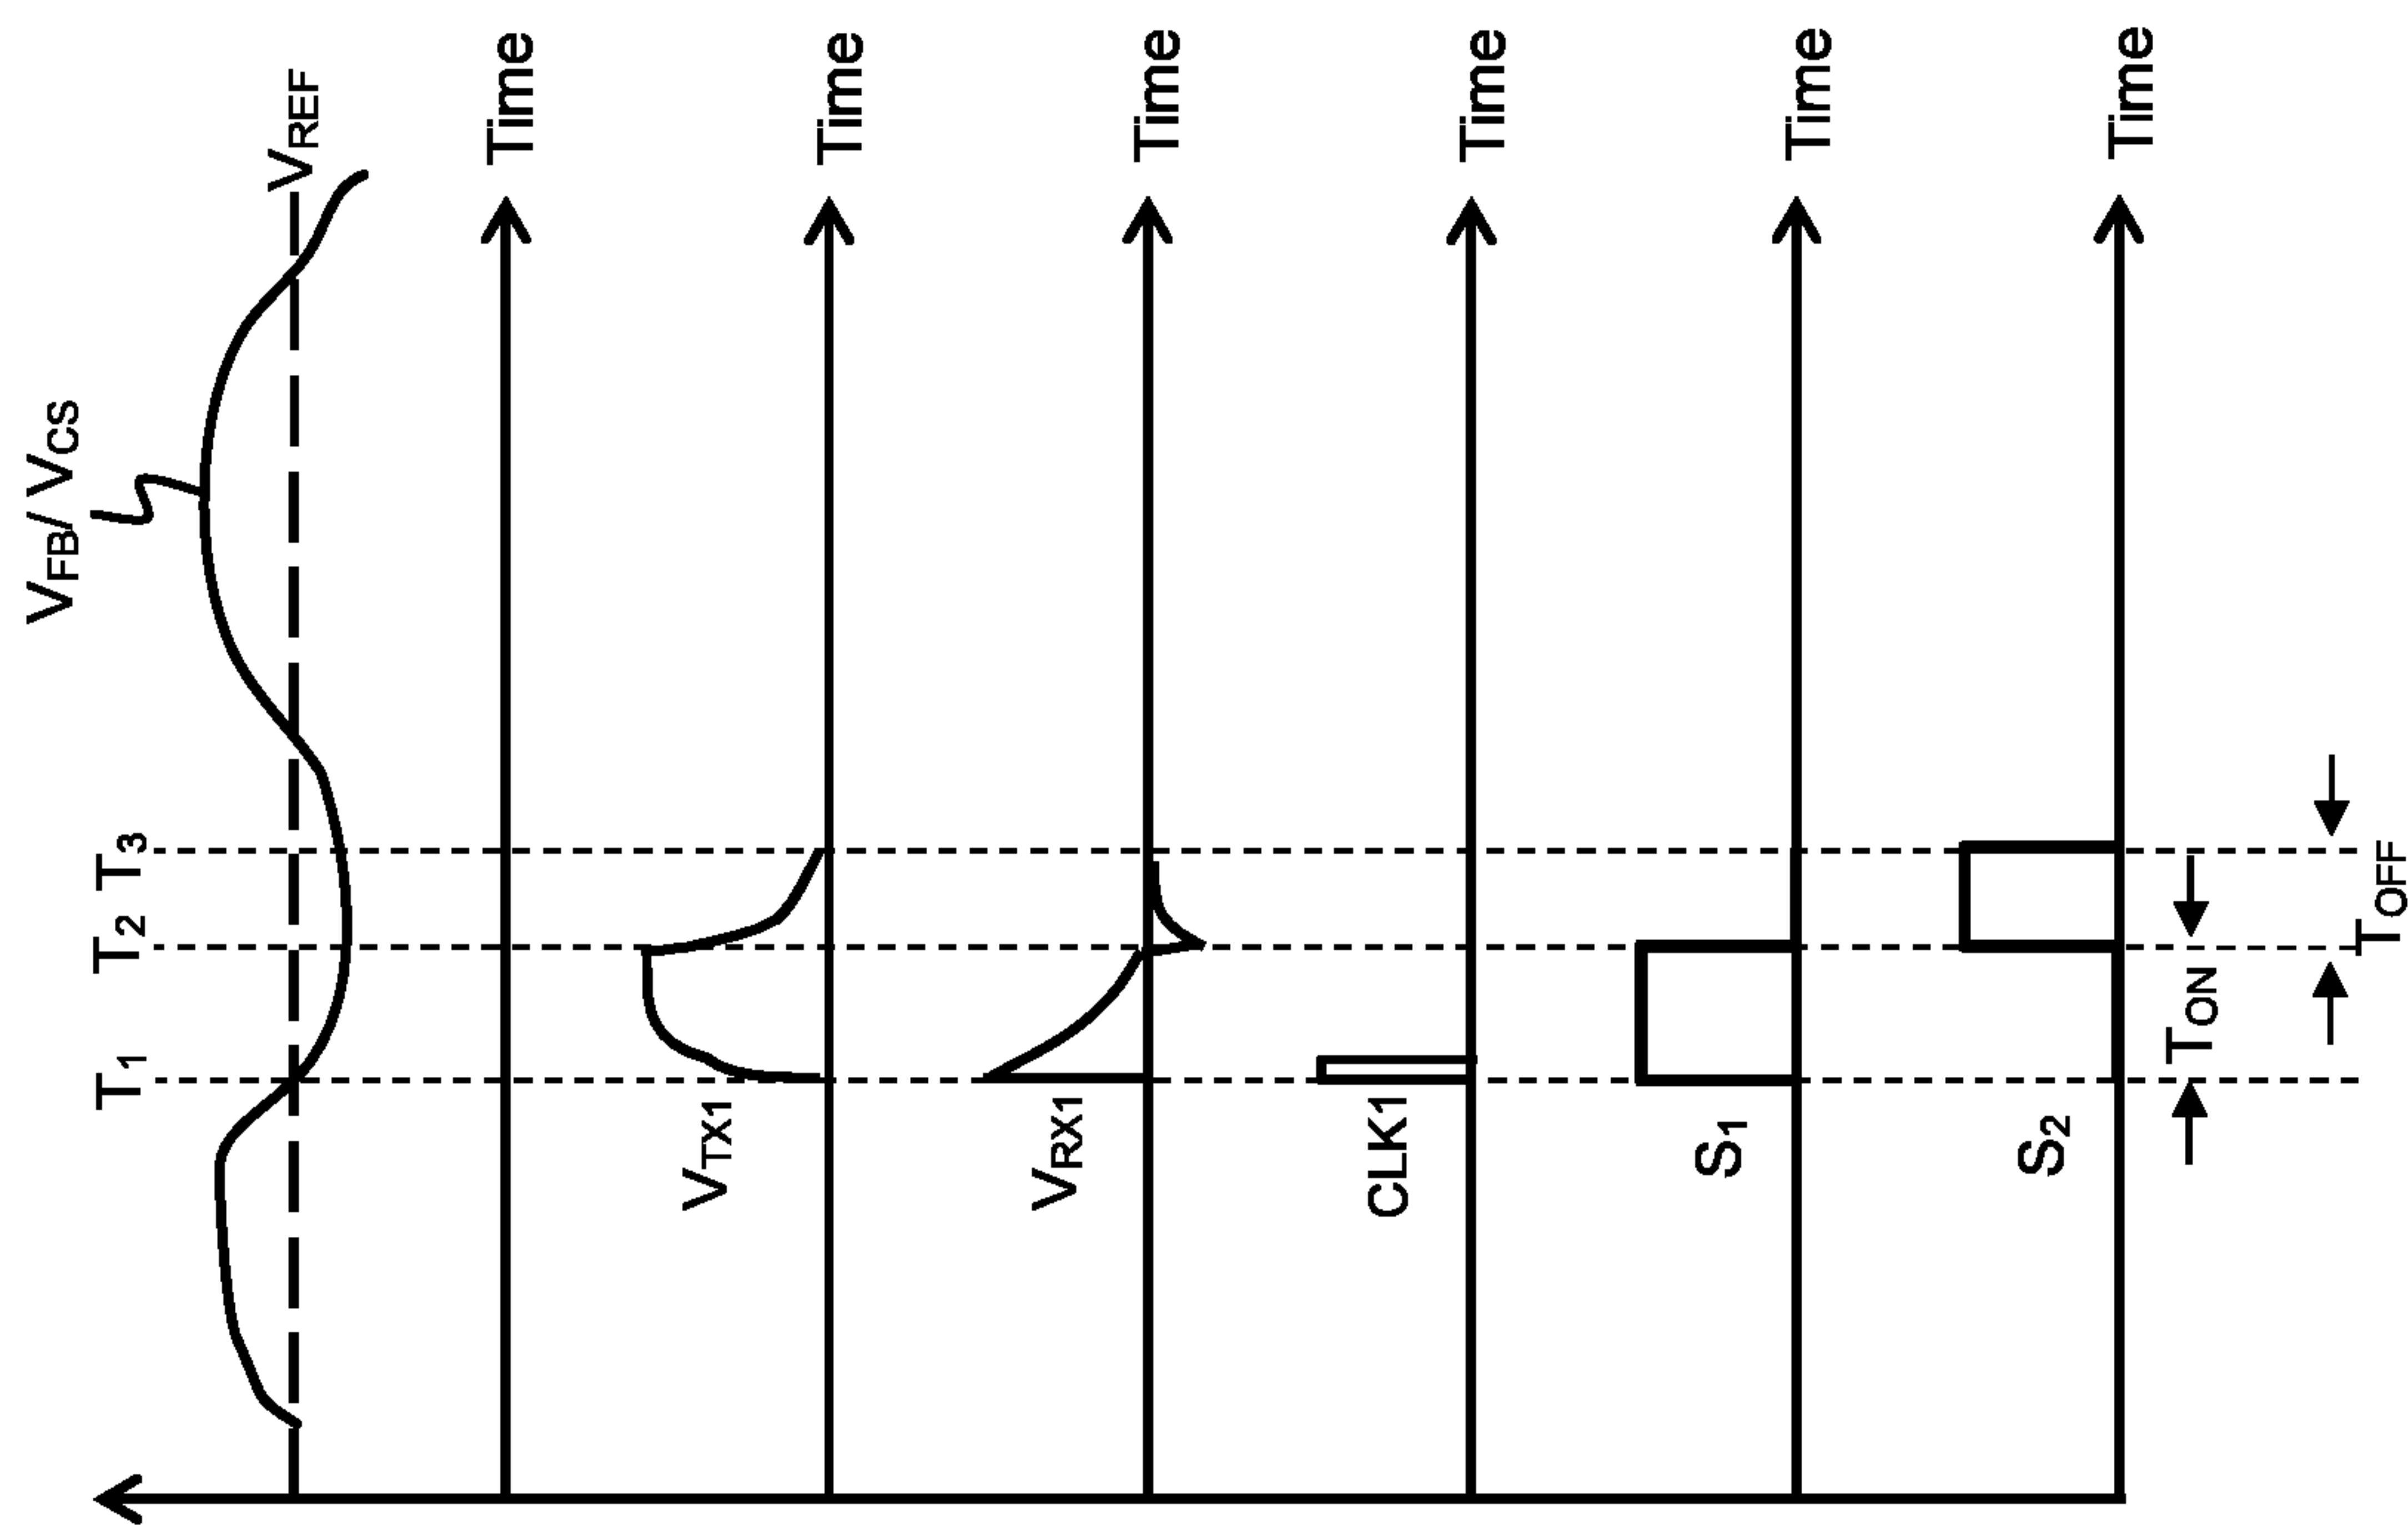 VFB/ VCS
VREF
T1
T2
T3
Time
VTX1
Time
VRX1
Time
CLK1
Time
S1
Time
S2
Time
TON
TOFF